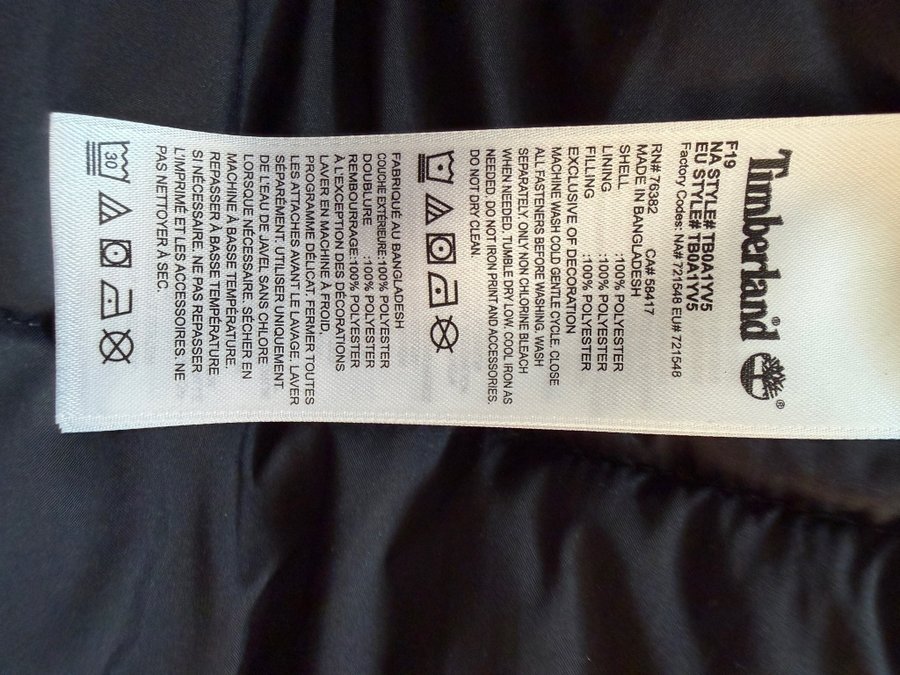 Timberland®
F19
NA STYLE# TB0A1YV5
EU STYLE# TB0A1YV5
Factory Codes: NA# 721548 EU# 721548
RN# 76382 CA# 58417
MADE IN BANGLADESH
SHELL :100% POLYESTER
LINING :100% POLYESTER
FILLING :100% POLYESTER
EXCLUSIVE OF DECORATION
MACHINE WASH COLD GENTLE CYCLE. CLOSE
ALL FASTENERS BEFORE WASHING. WASH
SEPARATELY. ONLY NON CHLORINE BLEACH
WHEN NEEDED. TUMBLE DRY LOW. COOL IRON AS
NEEDED. DO NOT IRON PRINT AND ACCESSORIES.
DO NOT DRY CLEAN.
FABRIQUÉ AU BANGLADESH
COUCHE EXTÉRIEURE:100% POLYESTER
DOUBLURE :100% POLYESTER
REMBOURRAGE:100% POLYESTER
À L'EXCEPTION DES DÉCORATIONS
LAVER EN MACHINE À FROID,
PROGRAMME DÉLICAT. FERMER TOUTES
LES ATTACHES AVANT LE LAVAGE. LAVER
SÉPARÉMENT. UTILISER UNIQUEMENT
DE L'EAU DE JAVEL SANS CHLORE
LORSQUE NÉCESSAIRE. SÉCHER EN
MACHINE À BASSE TEMPÉRATURE.
REPASSER À BASSE TEMPÉRATURE
SI NÉCESSAIRE. NE PAS REPASSER
L'IMPRIMÉ ET LES ACCESSOIRES. NE
PAS NETTOYER À SEC.
30